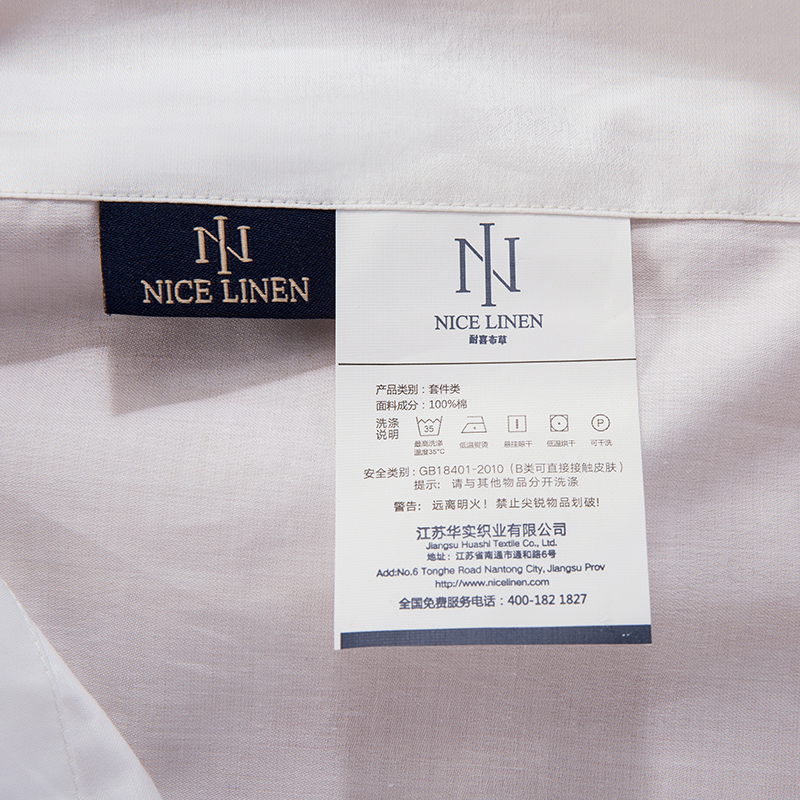 NICE LINEN
NICE LINEN
耐喜布草
产品类别：套件类
面料成分：100%棉
洗涤说明
35
P
最高洗涤温度35°C
低温熨烫
悬挂晾干
低温烘干
可干洗
安全类别：GB18401-2010（B类可直接接触皮肤）
提示：请与其他物品分开洗涤
警告：远离明火！禁止尖锐物品划破！
江苏华实织业有限公司
Jiangsu Huashi Textile Co., Ltd.
地址：江苏省南通市通和路6号
Add:No.6 Tonghe Road Nantong City, Jiangsu Prov
http://www.nicelinen.com
全国免费服务电话：400-182 1827